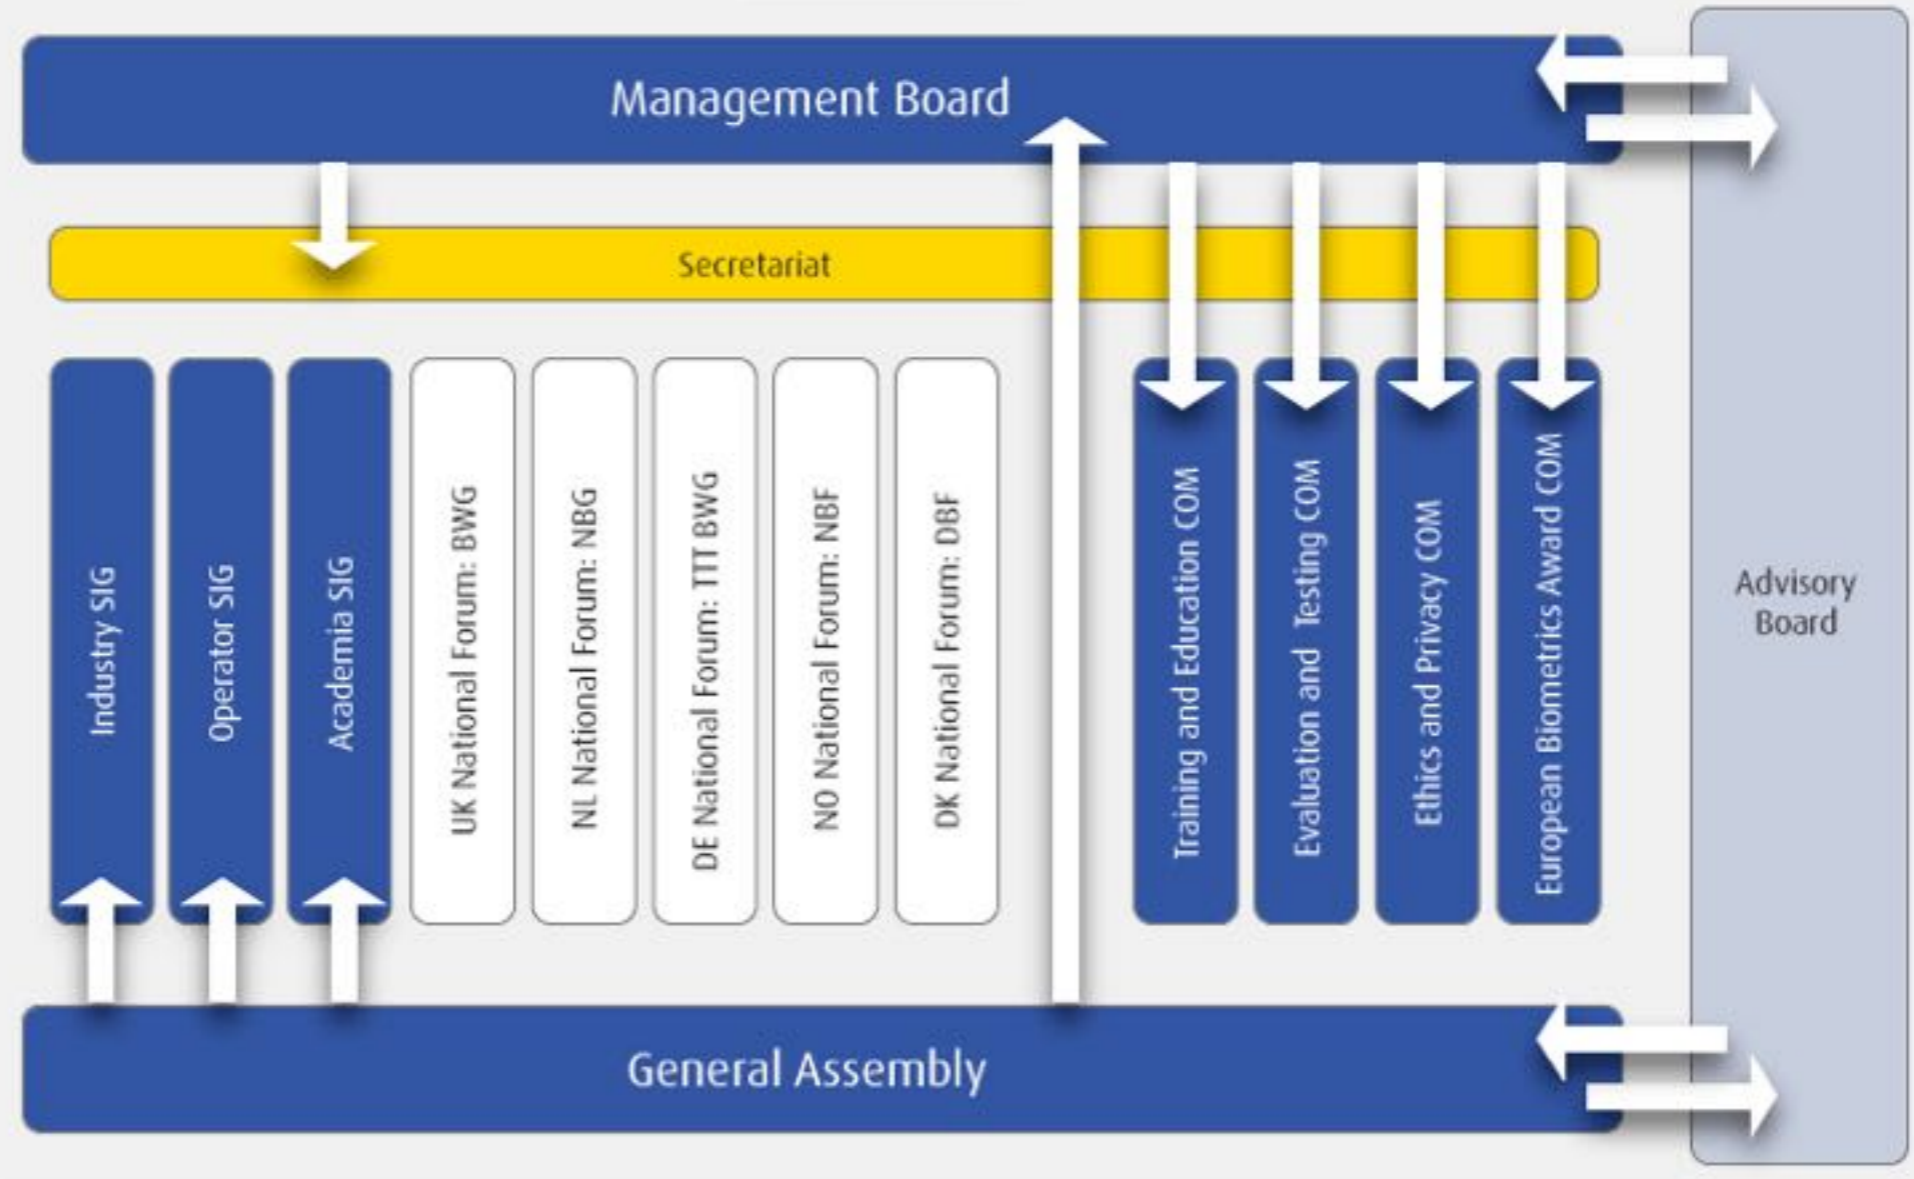 Management Board
Secretariat
Industry SIG
Operator SIG
Academia SIG
UK National Forum: BWG
NL National Forum: NBG
DE National Forum: TTT BWG
NO National Forum: NBF
DK National Forum: DBF
Training and Education COM
Evaluation and Testing COM
Ethics and Privacy COM
European Biometrics Award COM
Advisory
Board
General Assembly